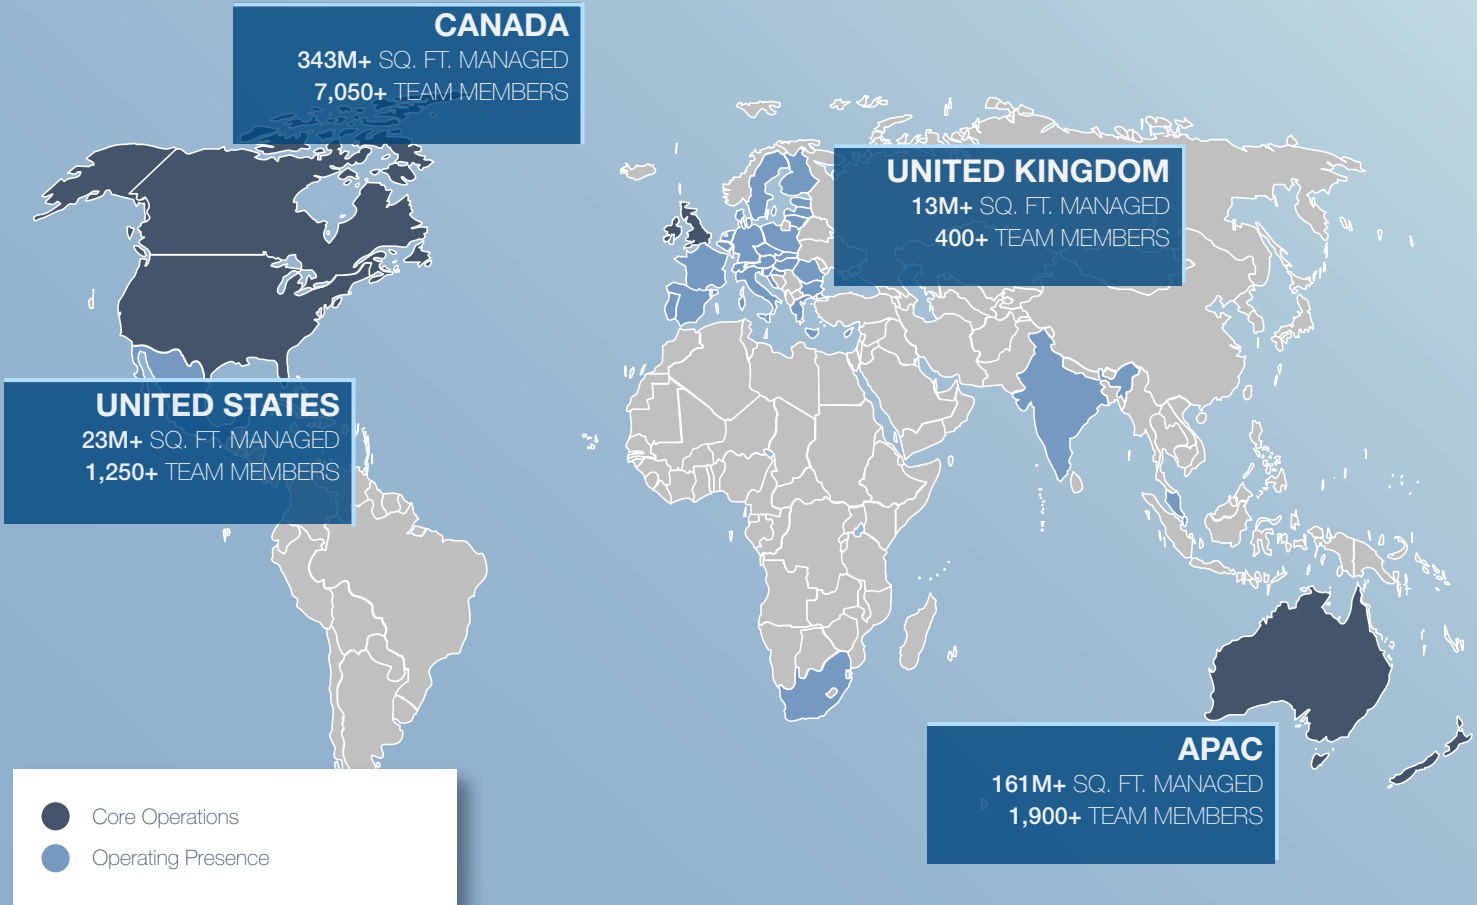 CANADA
343M+ SQ. FT. MANAGED
7,050+ TEAM MEMBERS
UNITED KINGDOM
13M+ SQ. FT. MANAGED
400+ TEAM MEMBERS
UNITED STATES
23M+ SQ. FT. MANAGED
1,250+ TEAM MEMBERS
APAC
161M+ SQ. FT. MANAGED
1,900+ TEAM MEMBERS
Core Operations
Operating Presence